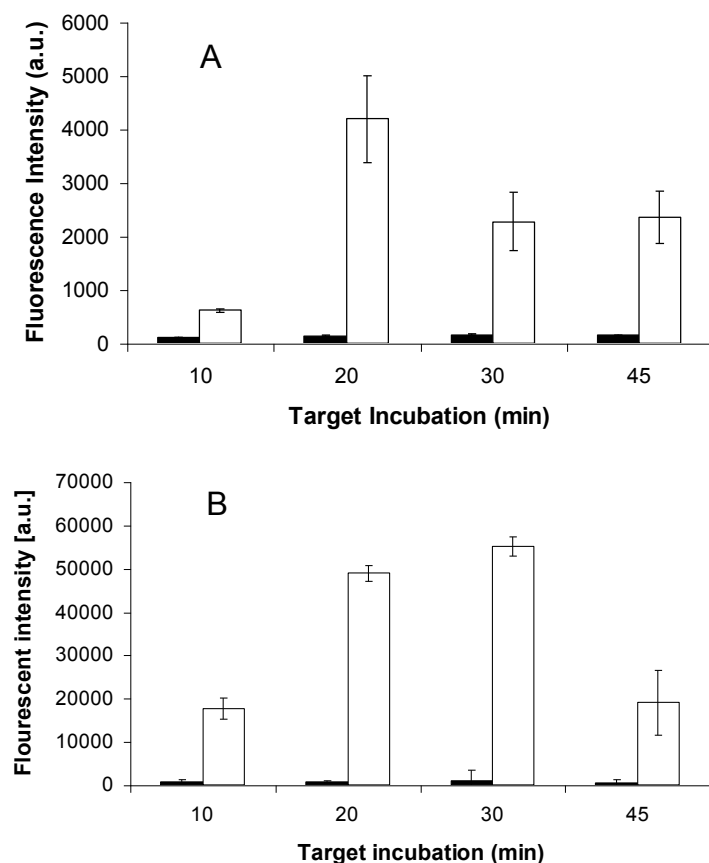 A
Fluorescence Intensity (a.u.)
6000
5000
4000
3000
2000
1000
0
10 20 30 45
Target Incubation (min)
B
Flourescent intensity [a.u.]
70000
60000
50000
40000
30000
20000
10000
0
10 20 30 45
Target incubation (min)